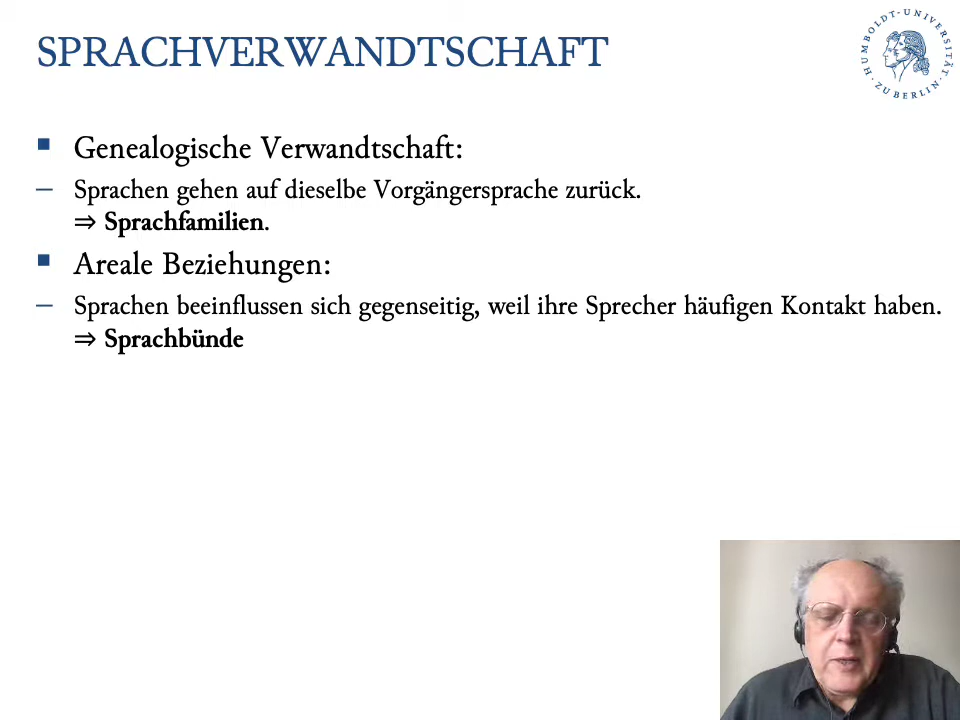 SPRACHVERWANDTSCHAFT
HUMBOLDT-UNIVERSITÄT
ZU BERLIN
Genealogische Verwandtschaft:
Sprachen gehen auf dieselbe Vorgängersprache zurück.
⇒ Sprachfamilien.
Areale Beziehungen:
Sprachen beeinflussen sich gegenseitig, weil ihre Sprecher häufigen Kontakt haben.
⇒ Sprachbünde